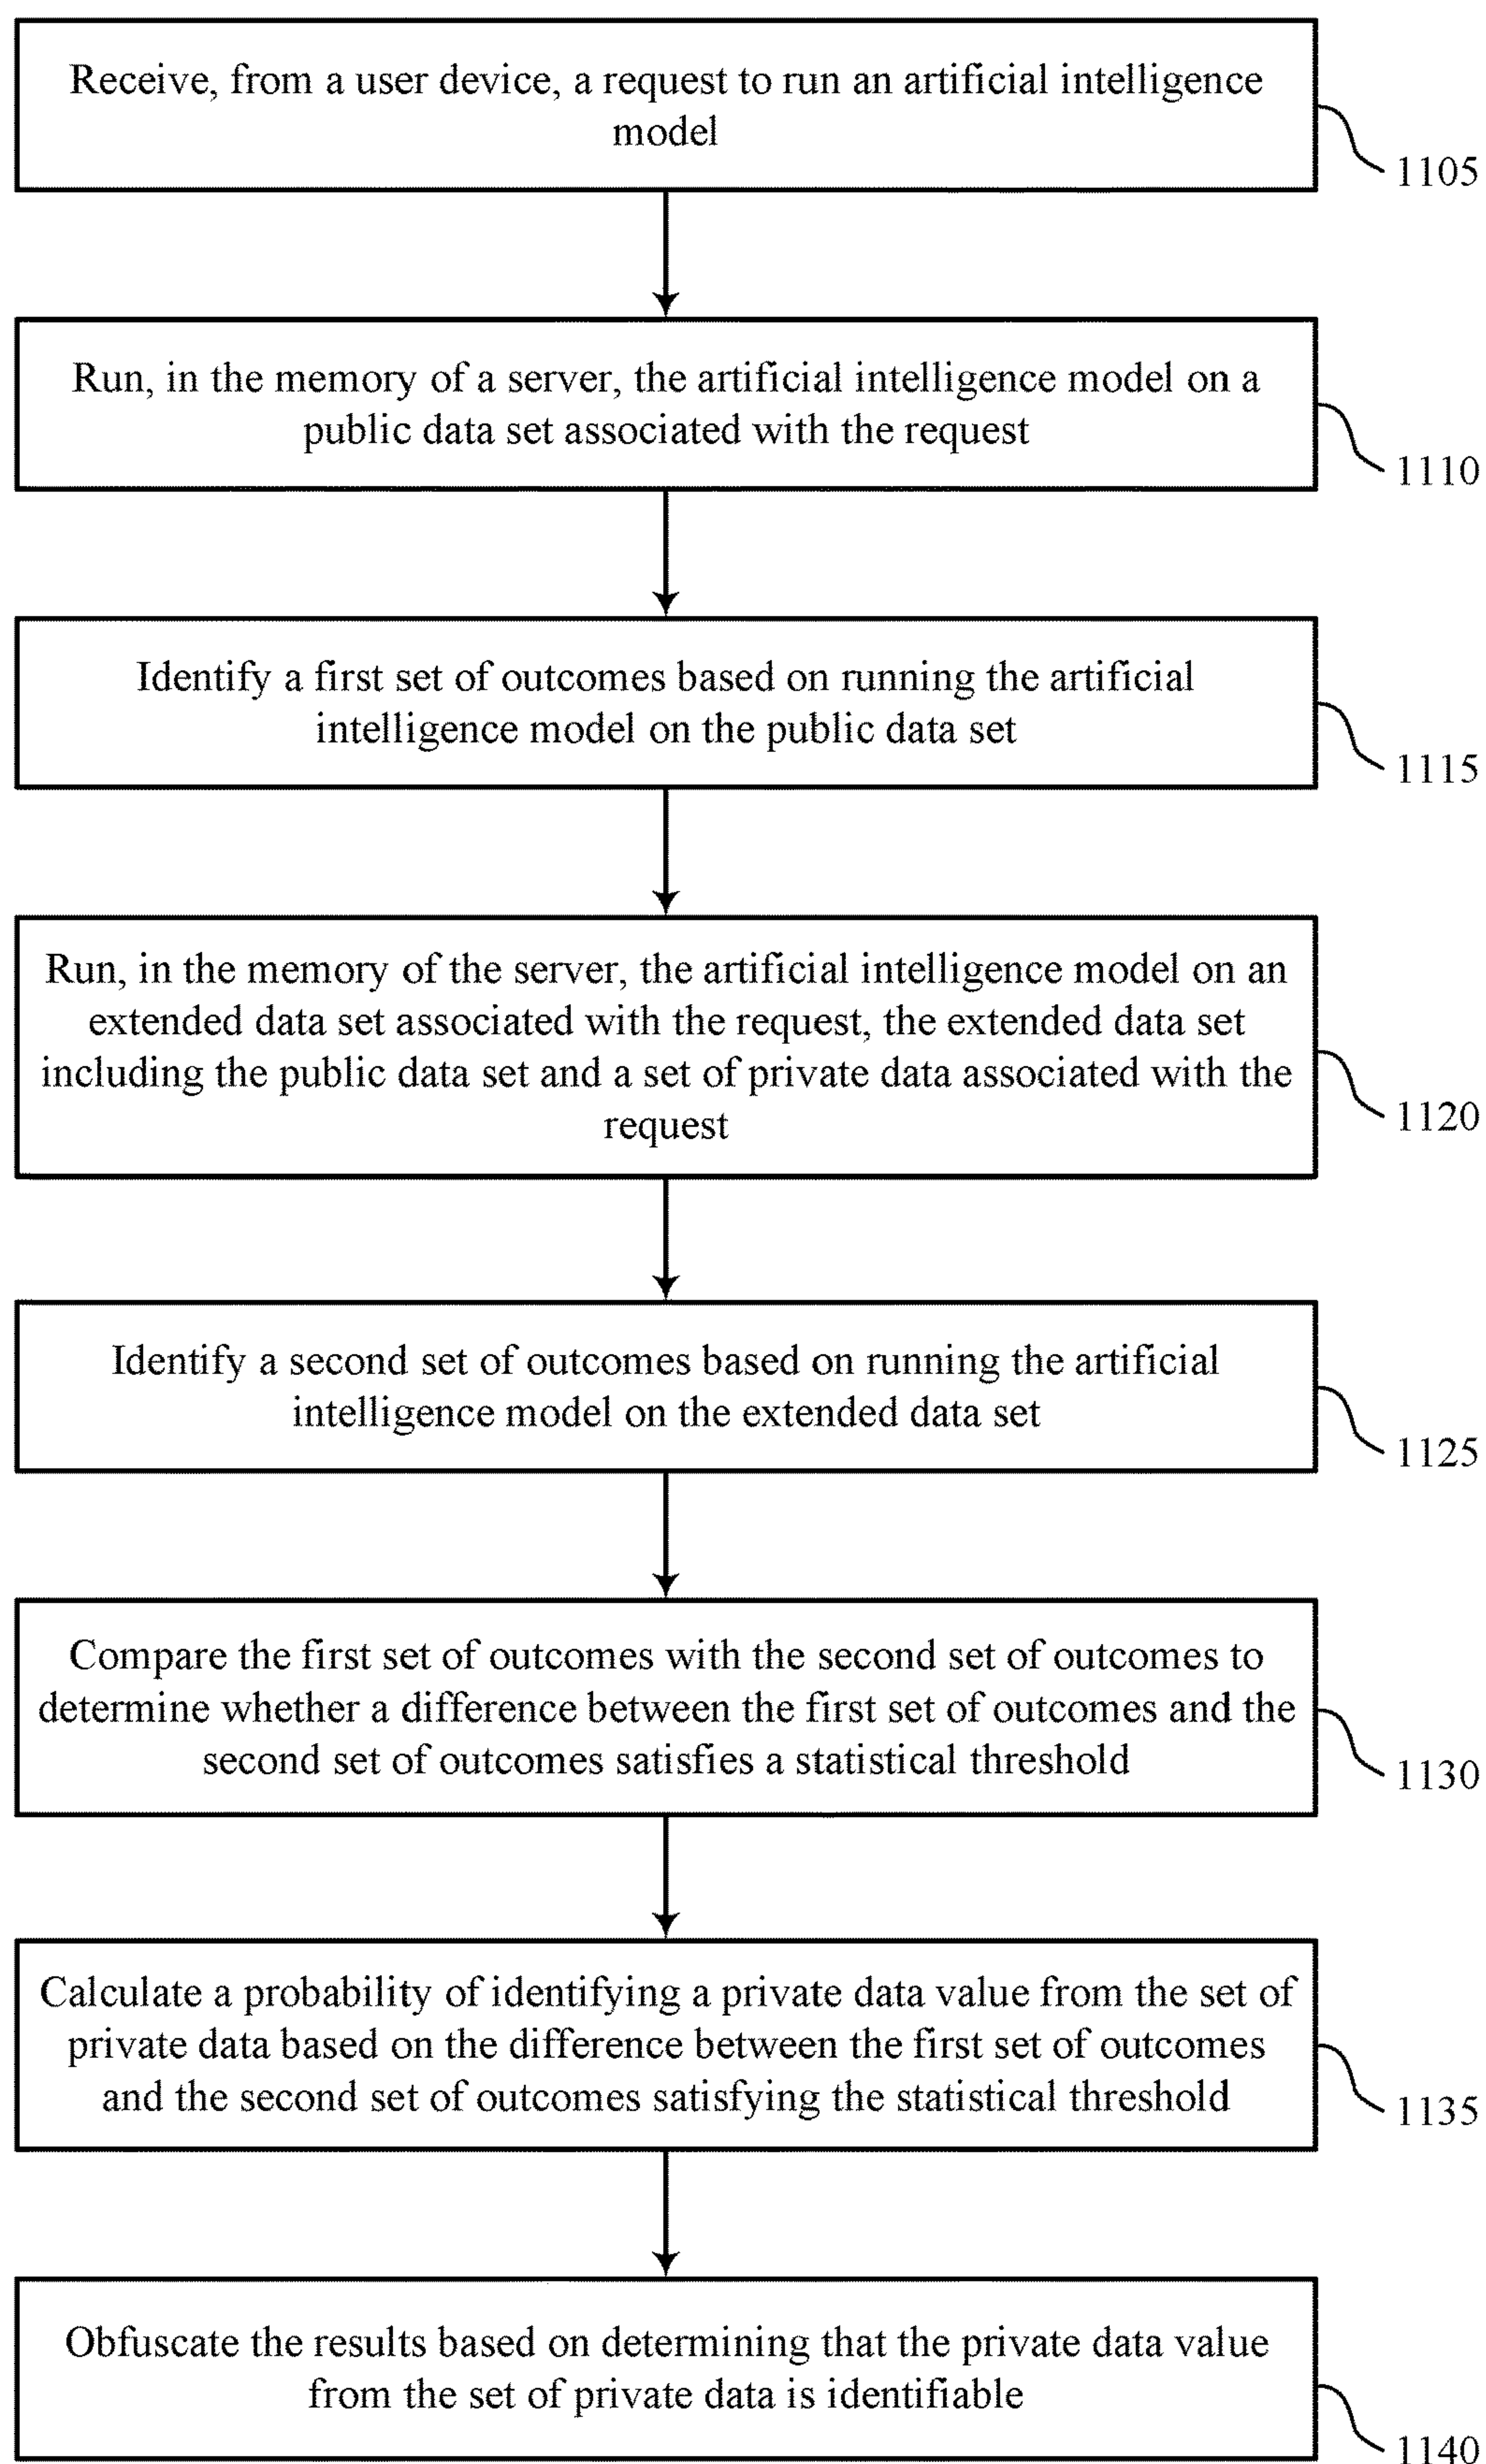 Receive, from a user device, a request to run an artificial intelligence
model
1105
Run, in the memory of a server, the artificial intelligence model on a
public data set associated with the request
1110
Identify a first set of outcomes based on running the artificial
intelligence model on the public data set
1115
Run, in the memory of the server, the artificial intelligence model on an
extended data set associated with the request, the extended data set
including the public data set and a set of private data associated with the
request
1120
Identify a second set of outcomes based on running the artificial
intelligence model on the extended data set
1125
Compare the first set of outcomes with the second set of outcomes to
determine whether a difference between the first set of outcomes and the
second set of outcomes satisfies a statistical threshold
1130
Calculate a probability of identifying a private data value from the set of
private data based on the difference between the first set of outcomes
and the second set of outcomes satisfying the statistical threshold
1135
Obfuscate the results based on determining that the private data value
from the set of private data is identifiable
1140